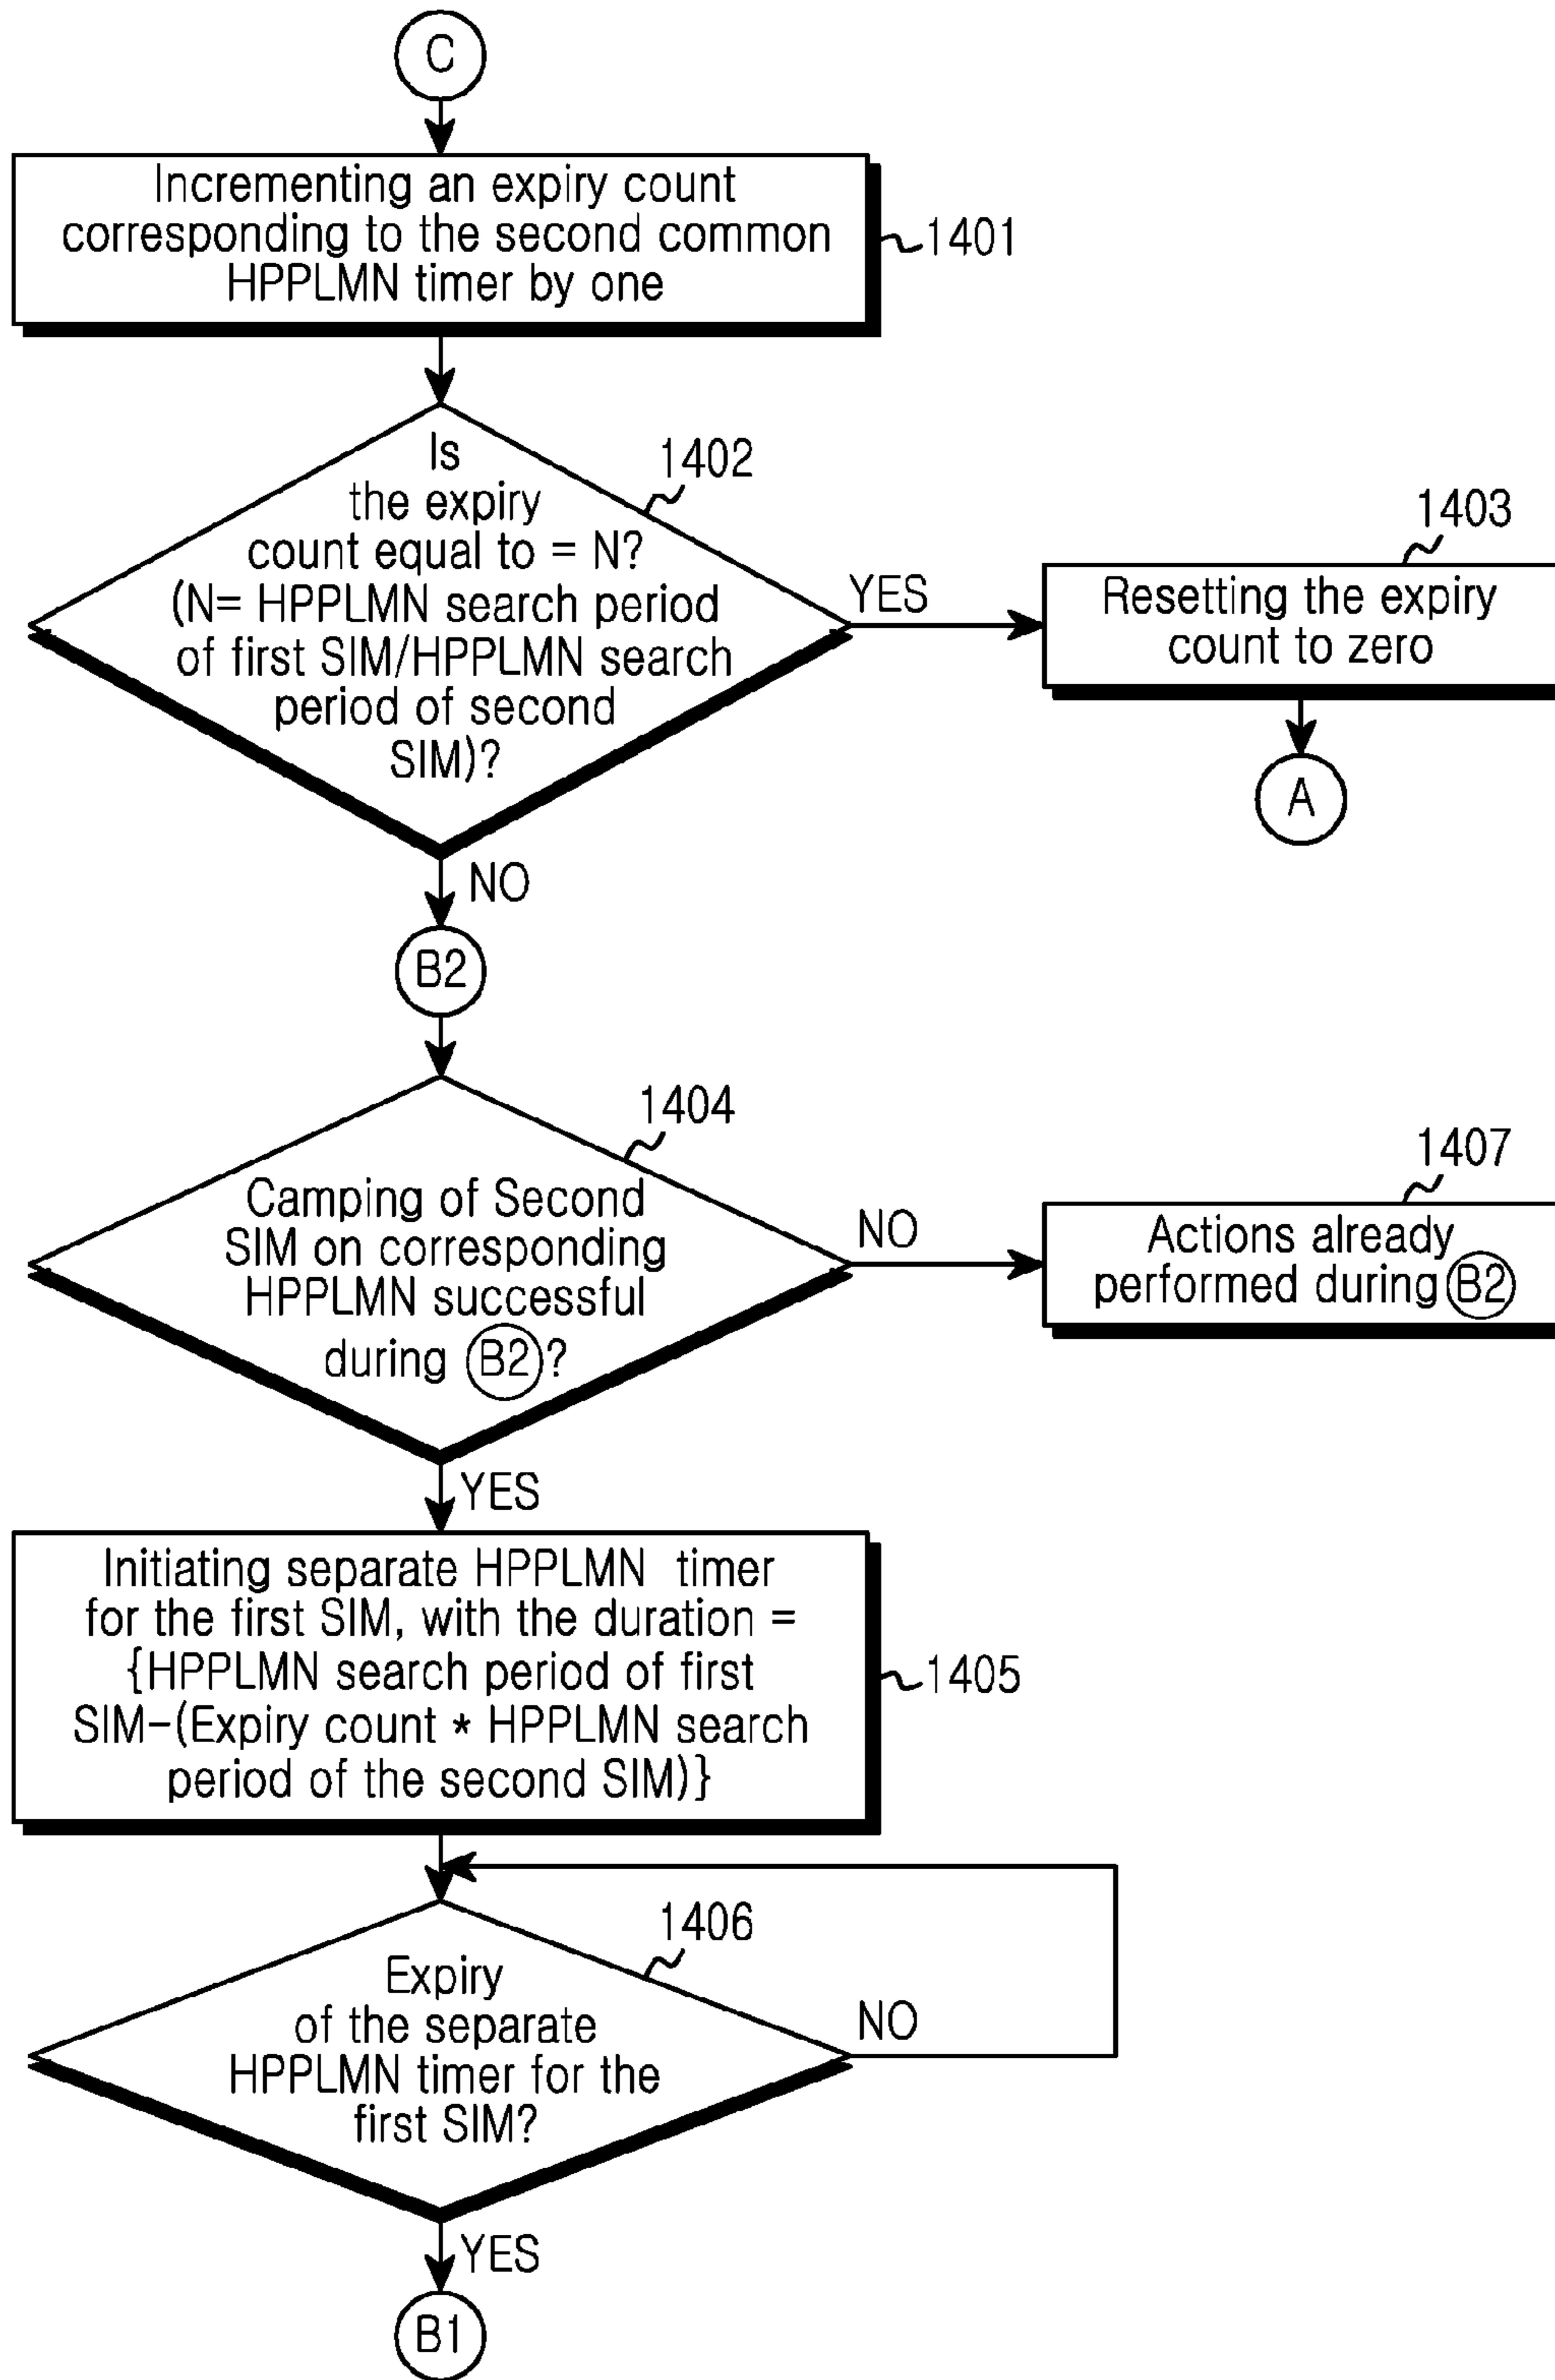 C
Incrementing an expiry count
corresponding to the second common
HPPLMN timer by one
1401
Is
the expiry
count equal to = N?
(N= HPPLMN search period
of first SIM/HPPLMN search
period of second
SIM)?
1402
YES
1403
Resetting the expiry
count to zero
A
NO
B2
1404
Camping of Second
SIM on corresponding
HPPLMN successful
during B2?
NO
1407
Actions already
performed during B2
YES
Initiating separate HPPLMN timer
for the first SIM, with the duration =
{HPPLMN search period of first
SIM-(Expiry count * HPPLMN search
period of the second SIM)}
1405
1406
Expiry
of the separate
HPPLMN timer for the
first SIM?
NO
YES
B1